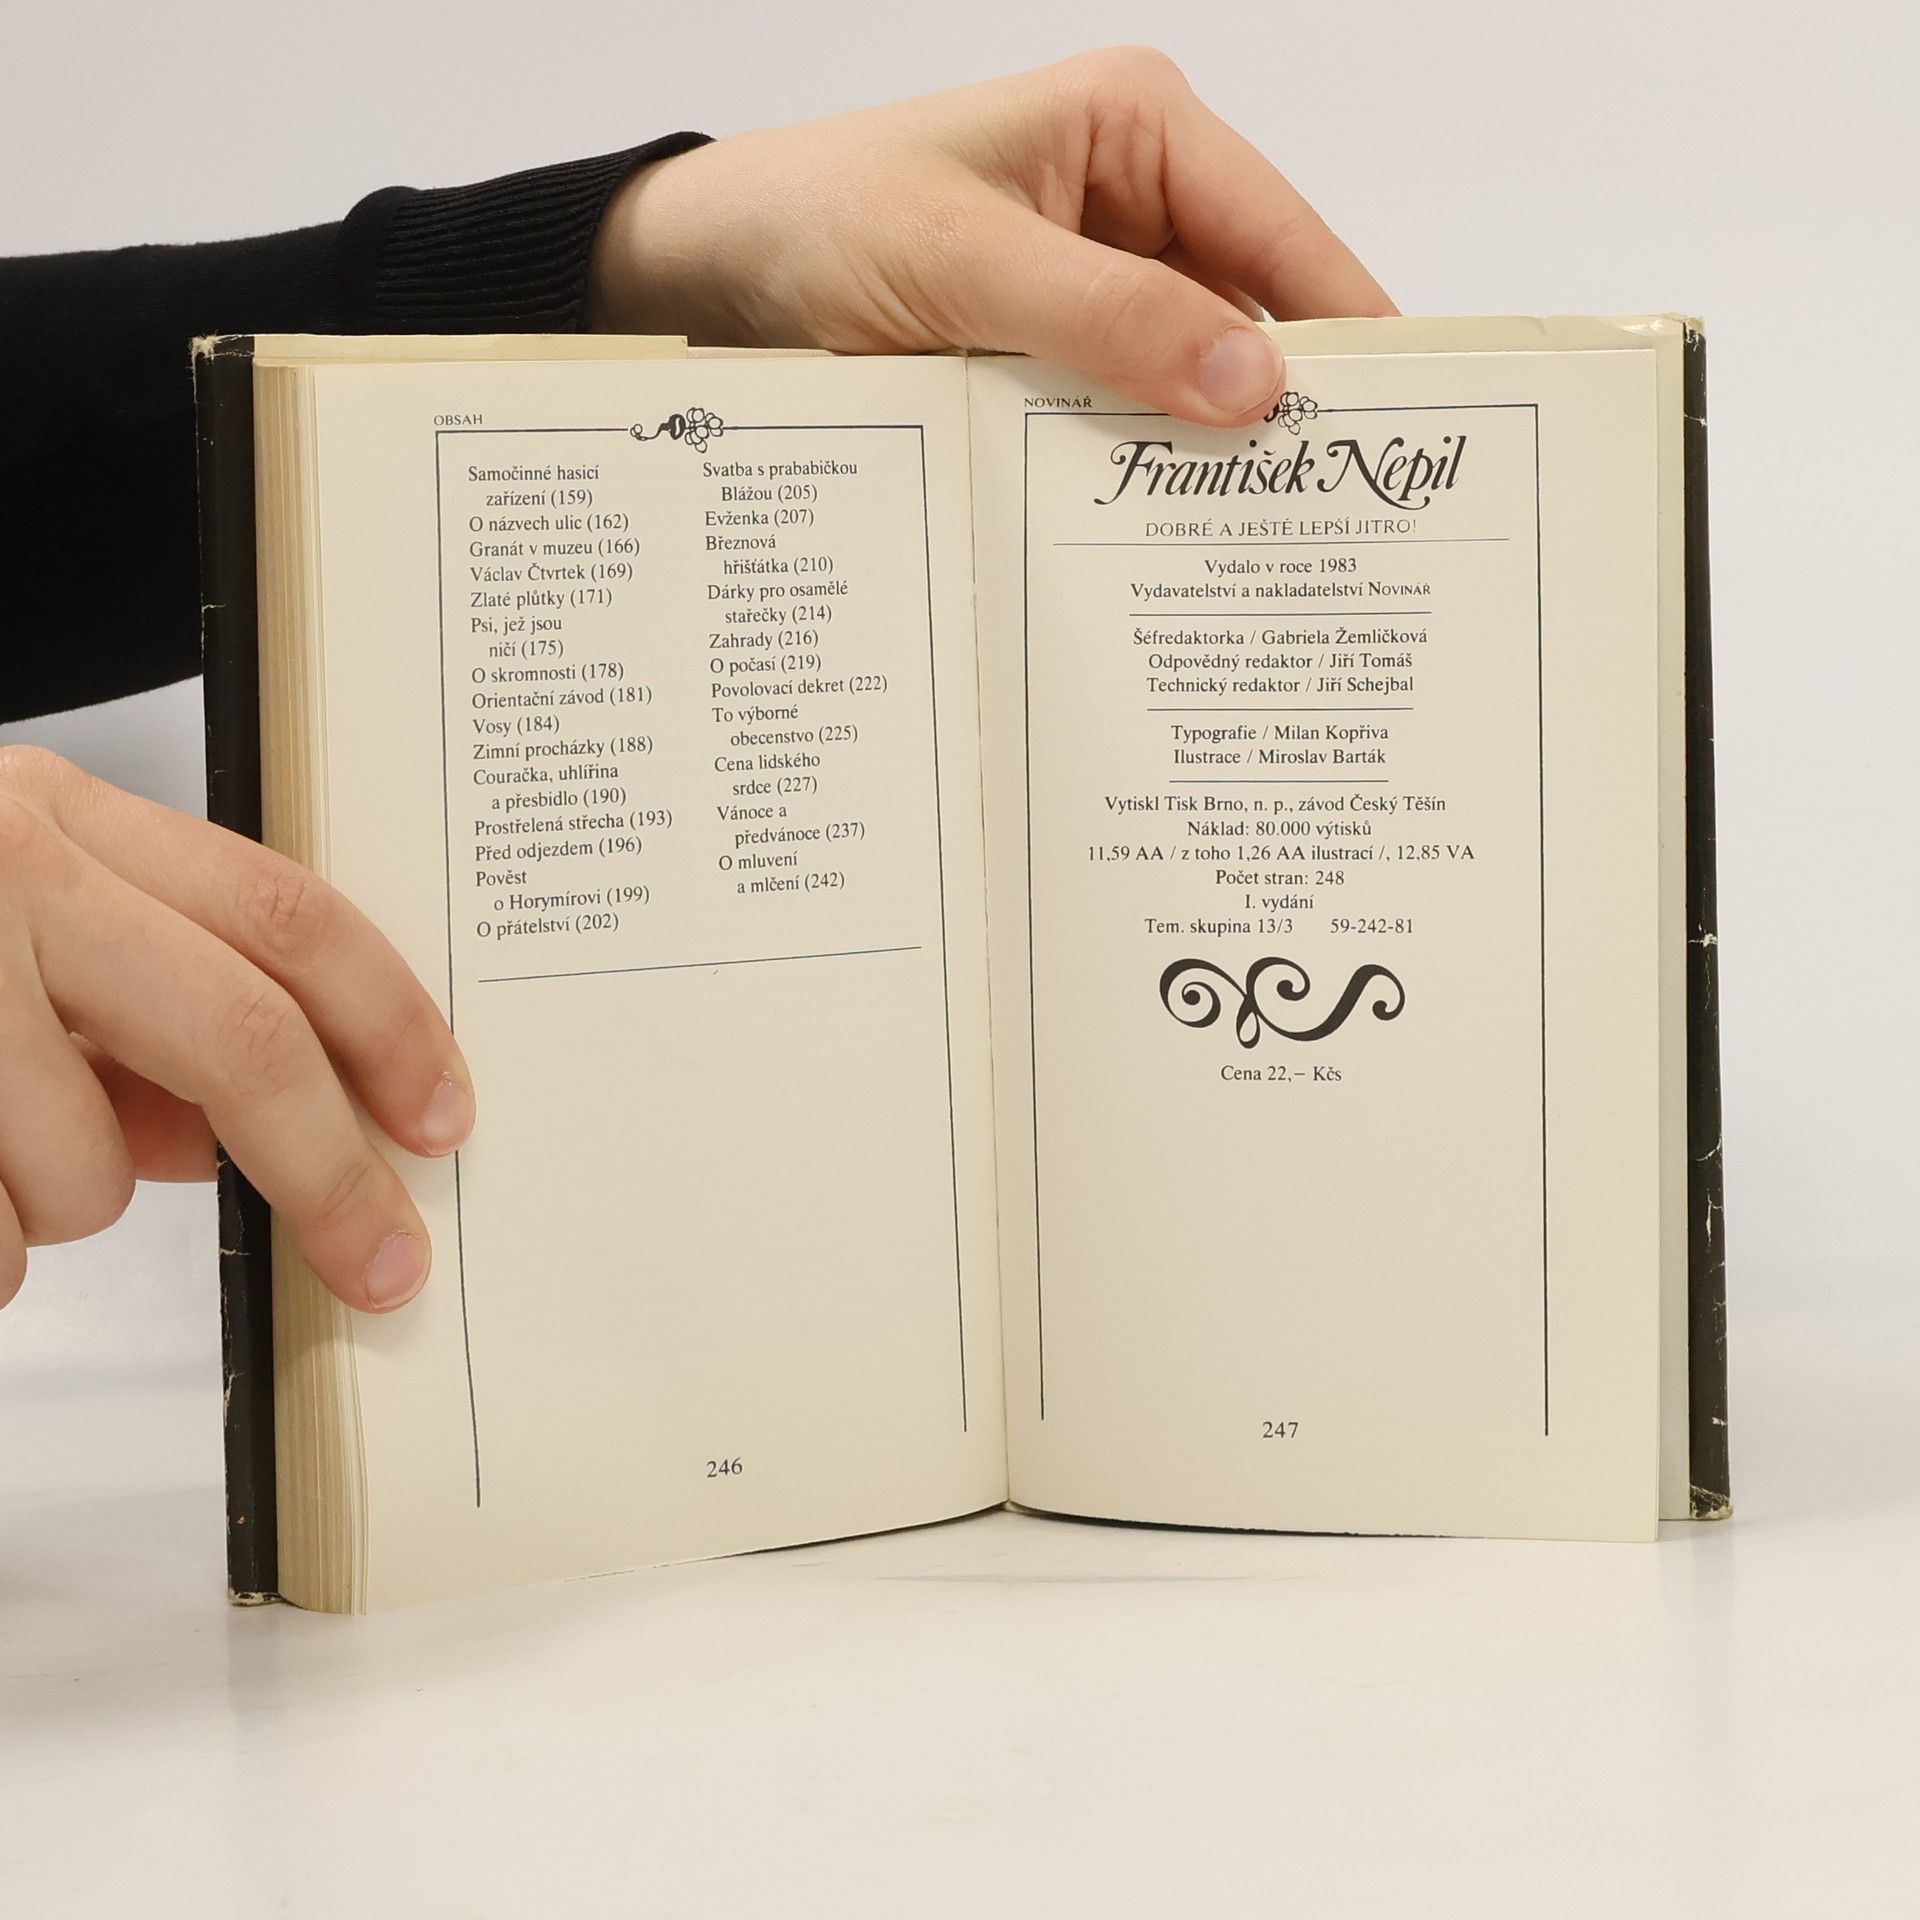 OBSAH
Samočinné hasicí
zařízení (159)
O názvech ulic (162)
Granát v muzeu (166)
Václav Čtvrtek (169)
Zlaté plůtky (171)
Psi, jež jsou
ničí (175)
O skromnosti (178)
Orientační závod (181)
Vosy (184)
Zimní procházky (188)
Couračka, uhlířina
a přesbidlo (190)
Prostřelená střecha (193)
Před odjezdem (196)
Pověst
o Horymírovi (199)
O přátelství (202)
Svatba s prababičkou
Blážou (205)
Evženka (207)
Březnová
hřišťátka (210)
Dárky pro osamělé
stařečky (214)
Zahrady (216)
O počasí (219)
Povolovací dekret (222)
To výborné
obecenstvo (225)
Cena lidského
srdce (227)
Vánoce a
předvánoce (237)
O mluvení
a mlčení (242)
246
NOVINÁŘ
František Nepil
DOBRÉ A JEŠTĚ LEPŠÍ JITRO!
Vydalo v roce 1983
Vydavatelství a nakladatelství NOVINÁŘ
Šéfredaktorka / Gabriela Žemličková
Odpovědný redaktor / Jiří Tomáš
Technický redaktor / Jiří Schejbal
Typografie / Milan Kopřiva
Ilustrace / Miroslav Barták
Vytiskl Tisk Brno, n. p., závod Český Těšín
Náklad: 80.000 výtisků
11,59 AA / z toho 1,26 AA ilustrací /, 12,85 VA
Počet stran: 248
I. vydání
Tem. skupina 13/3 59-242-81
Cena 22,– Kčs
247